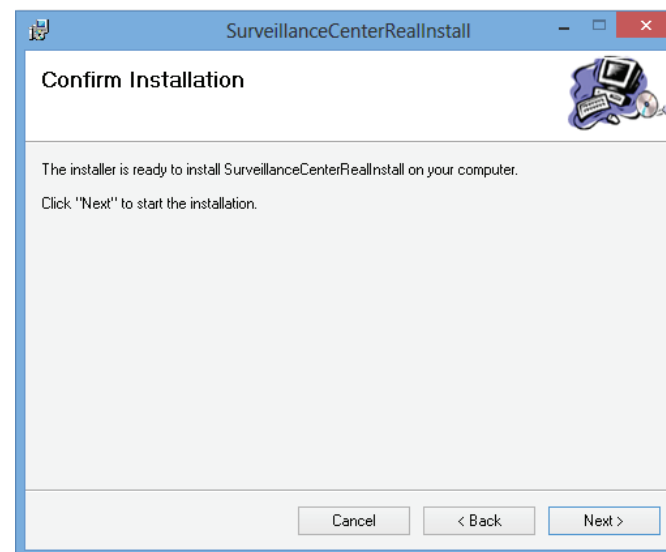 SurveillanceCenterRealInstall
Confirm Installation
The installer is ready to install SurveillanceCenterRealInstall on your computer.
Click "Next" to start the installation.
Cancel
< Back
Next >